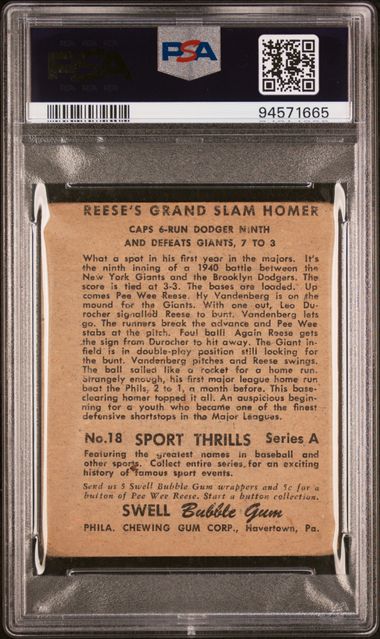 PSA
PSA
94571665
REESE'S GRAND SLAM HOMER
CAPS 6-RUN DODGER NINTH
AND DEFEATS GIANTS, 7 TO 3
What a spot in his first year in the majors. It's
the ninth inning of a 1940 battle between the
New York Giants and the Brooklyn Dodgers. The
score is tied at 3-3. The bases are loaded. Up
comes Pee Wee Reese. Hy Vandenberg is on the
mound for the Giants. With one out, Leo Du-
rocher signalled Reese to bunt. Vandenberg lets
go. The runners break the advance and Pee Wee
stabs at the pitch. Foul ball! Again Reese gets
the sign from Durocher to hit away. The Giant in-
field is in double-play position still looking for
the bunt. Vandenberg pitches and Reese swings.
The ball sailed like a rocket for a home run.
Strangely enough, his first major league home run
beat the Phils, 2 to 1, a month before. This base-
clearing homer topped it all. An auspicious begin-
ning for a youth who became one of the finest
defensive shortstops in the Major Leagues.
No. 18 SPORT THRILLS Series A
Featuring the greatest names in baseball and
other sports. Collect entire series, for an exciting
history of famous sport events.
Send us 5 Swell Bubble Gum wrappers and 5c for a
button of Pee Wee Reese. Start a button collection.
SWELL Bubble Gum
PHILA. CHEWING GUM CORP., Havertown, Pa.